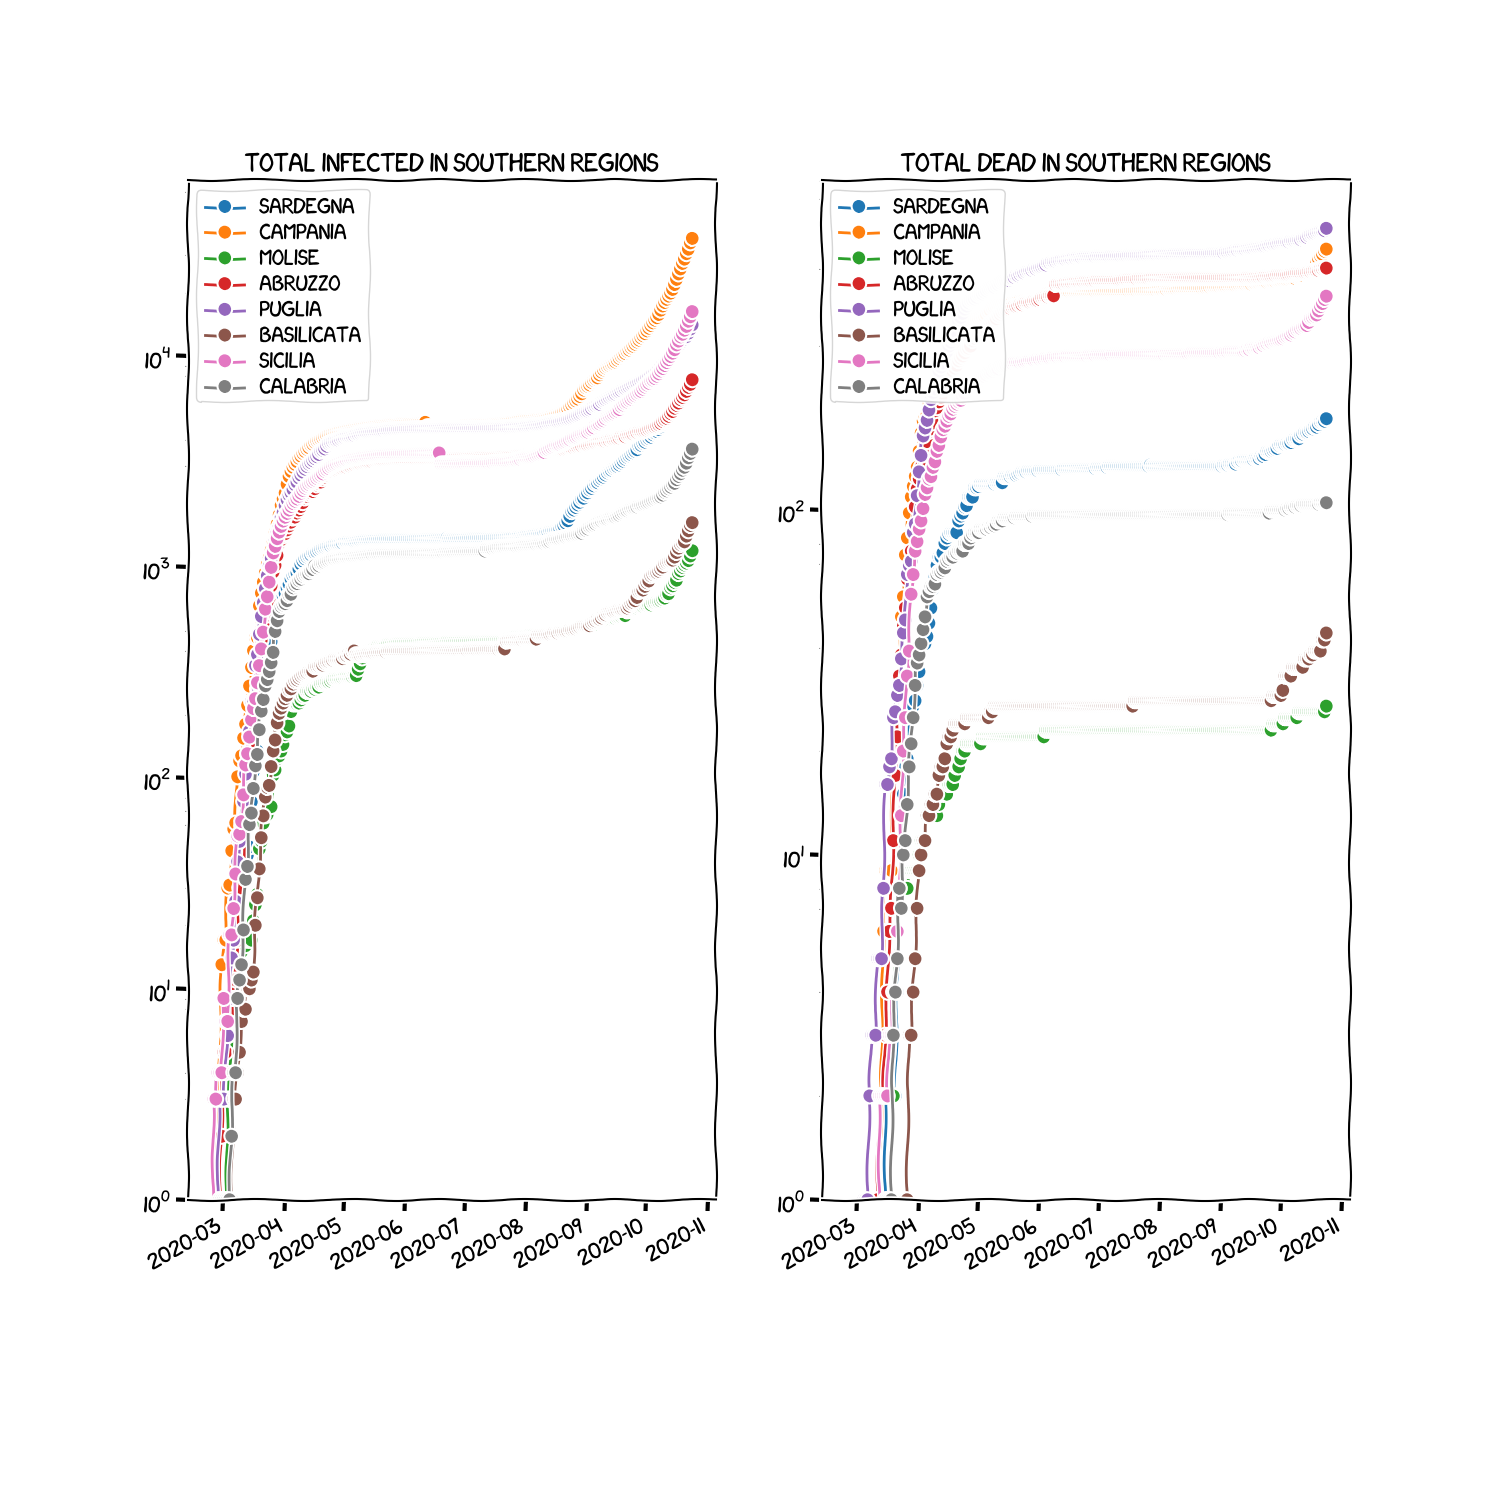 TOTAL INFECTED IN SOUTHERN REGIONS
SARDEGNA
CAMPANIA
MOLISE
ABRUZZO
PUGLIA
BASILICATA
SICILIA
CALABRIA
10⁴
10³
10²
10¹
10⁰
2020-03
2020-04
2020-05
2020-06
2020-07
2020-08
2020-09
2020-10
2020-11
TOTAL DEAD IN SOUTHERN REGIONS
SARDEGNA
CAMPANIA
MOLISE
ABRUZZO
PUGLIA
BASILICATA
SICILIA
CALABRIA
10²
10¹
10⁰
2020-03
2020-04
2020-05
2020-06
2020-07
2020-08
2020-09
2020-10
2020-11